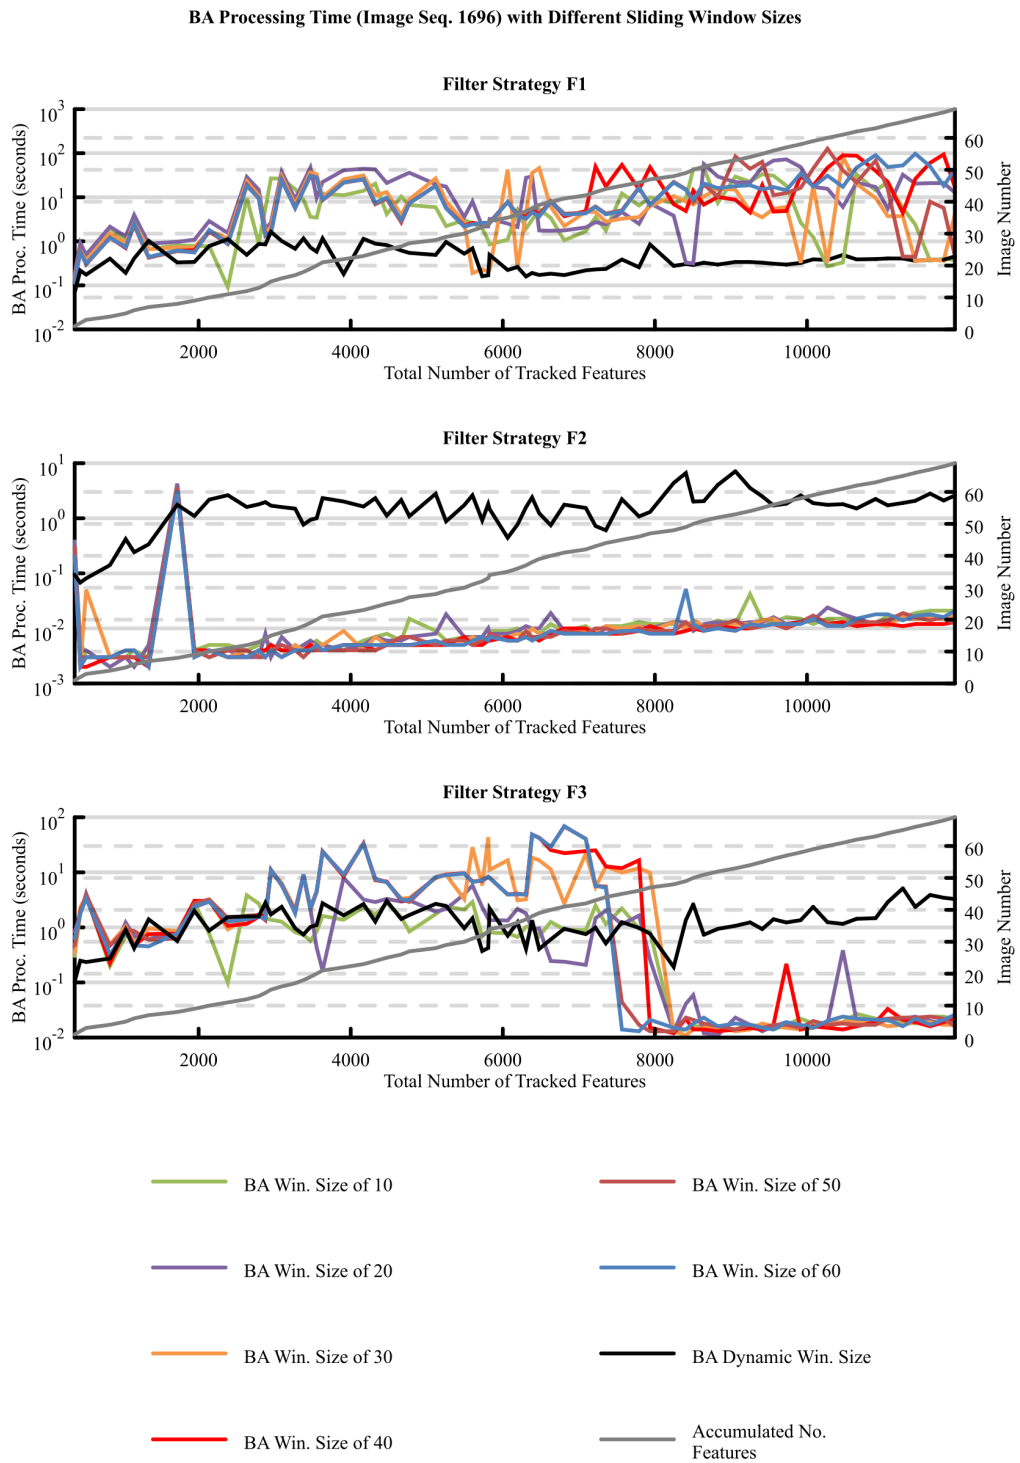 BA Processing Time (Image Seq. 1696) with Different Sliding Window Sizes
Filter Strategy F1
BA Proc. Time (seconds)
10^3
10^2
10^1
10^0
10^-1
10^-2
60
50
40
30
20
10
0
Image Number
2000 4000 6000 8000 10000
Total Number of Tracked Features
Filter Strategy F2
BA Proc. Time (seconds)
10^1
10^0
10^-1
10^-2
10^-3
60
50
40
30
20
10
0
Image Number
2000 4000 6000 8000 10000
Total Number of Tracked Features
Filter Strategy F3
BA Proc. Time (seconds)
10^2
10^1
10^0
10^-1
10^-2
60
50
40
30
20
10
0
Image Number
2000 4000 6000 8000 10000
Total Number of Tracked Features
BA Win. Size of 10
BA Win. Size of 20
BA Win. Size of 30
BA Win. Size of 40
BA Win. Size of 50
BA Win. Size of 60
BA Dynamic Win. Size
Accumulated No.
Features